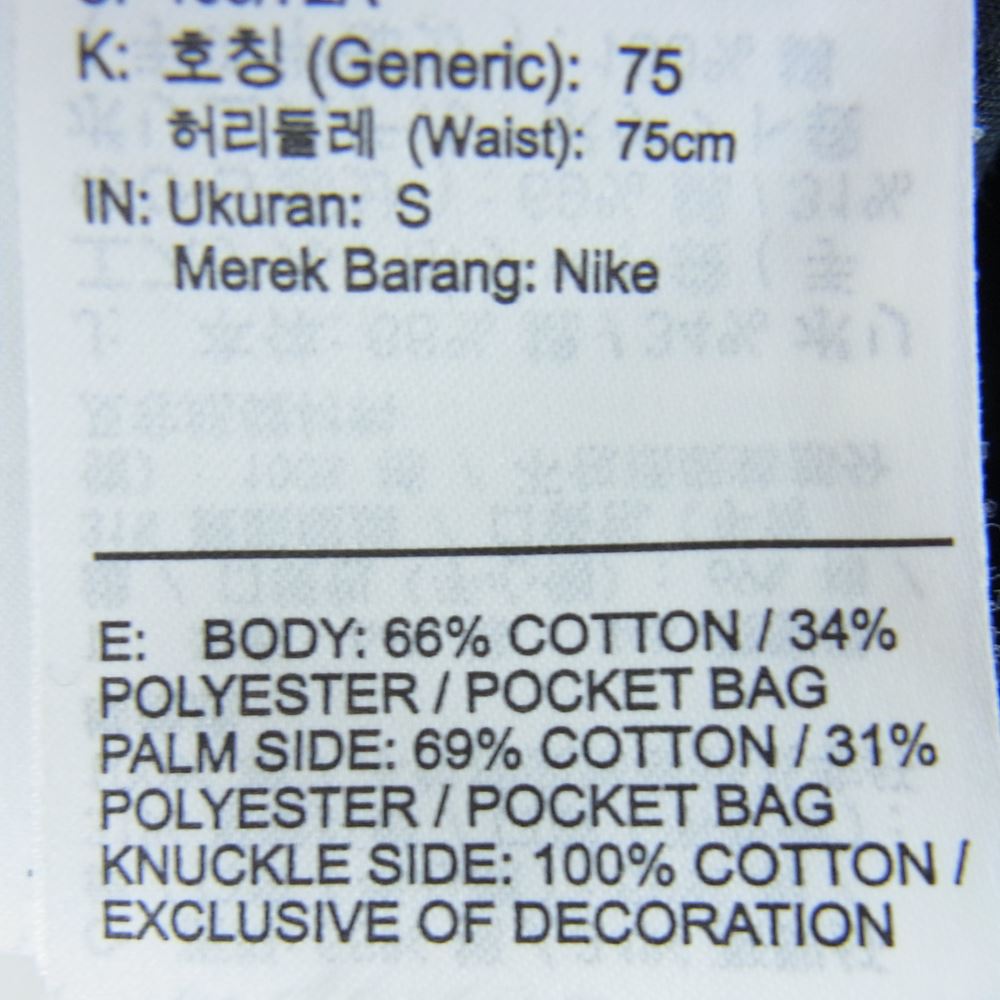 K: 호칭 (Generic): 75
허리둘레 (Waist): 75cm
IN: Ukuran: S
Merek Barang: Nike
E: BODY: 66% COTTON / 34%
POLYESTER / POCKET BAG
PALM SIDE: 69% COTTON / 31%
POLYESTER / POCKET BAG
KNUCKLE SIDE: 100% COTTON /
EXCLUSIVE OF DECORATION